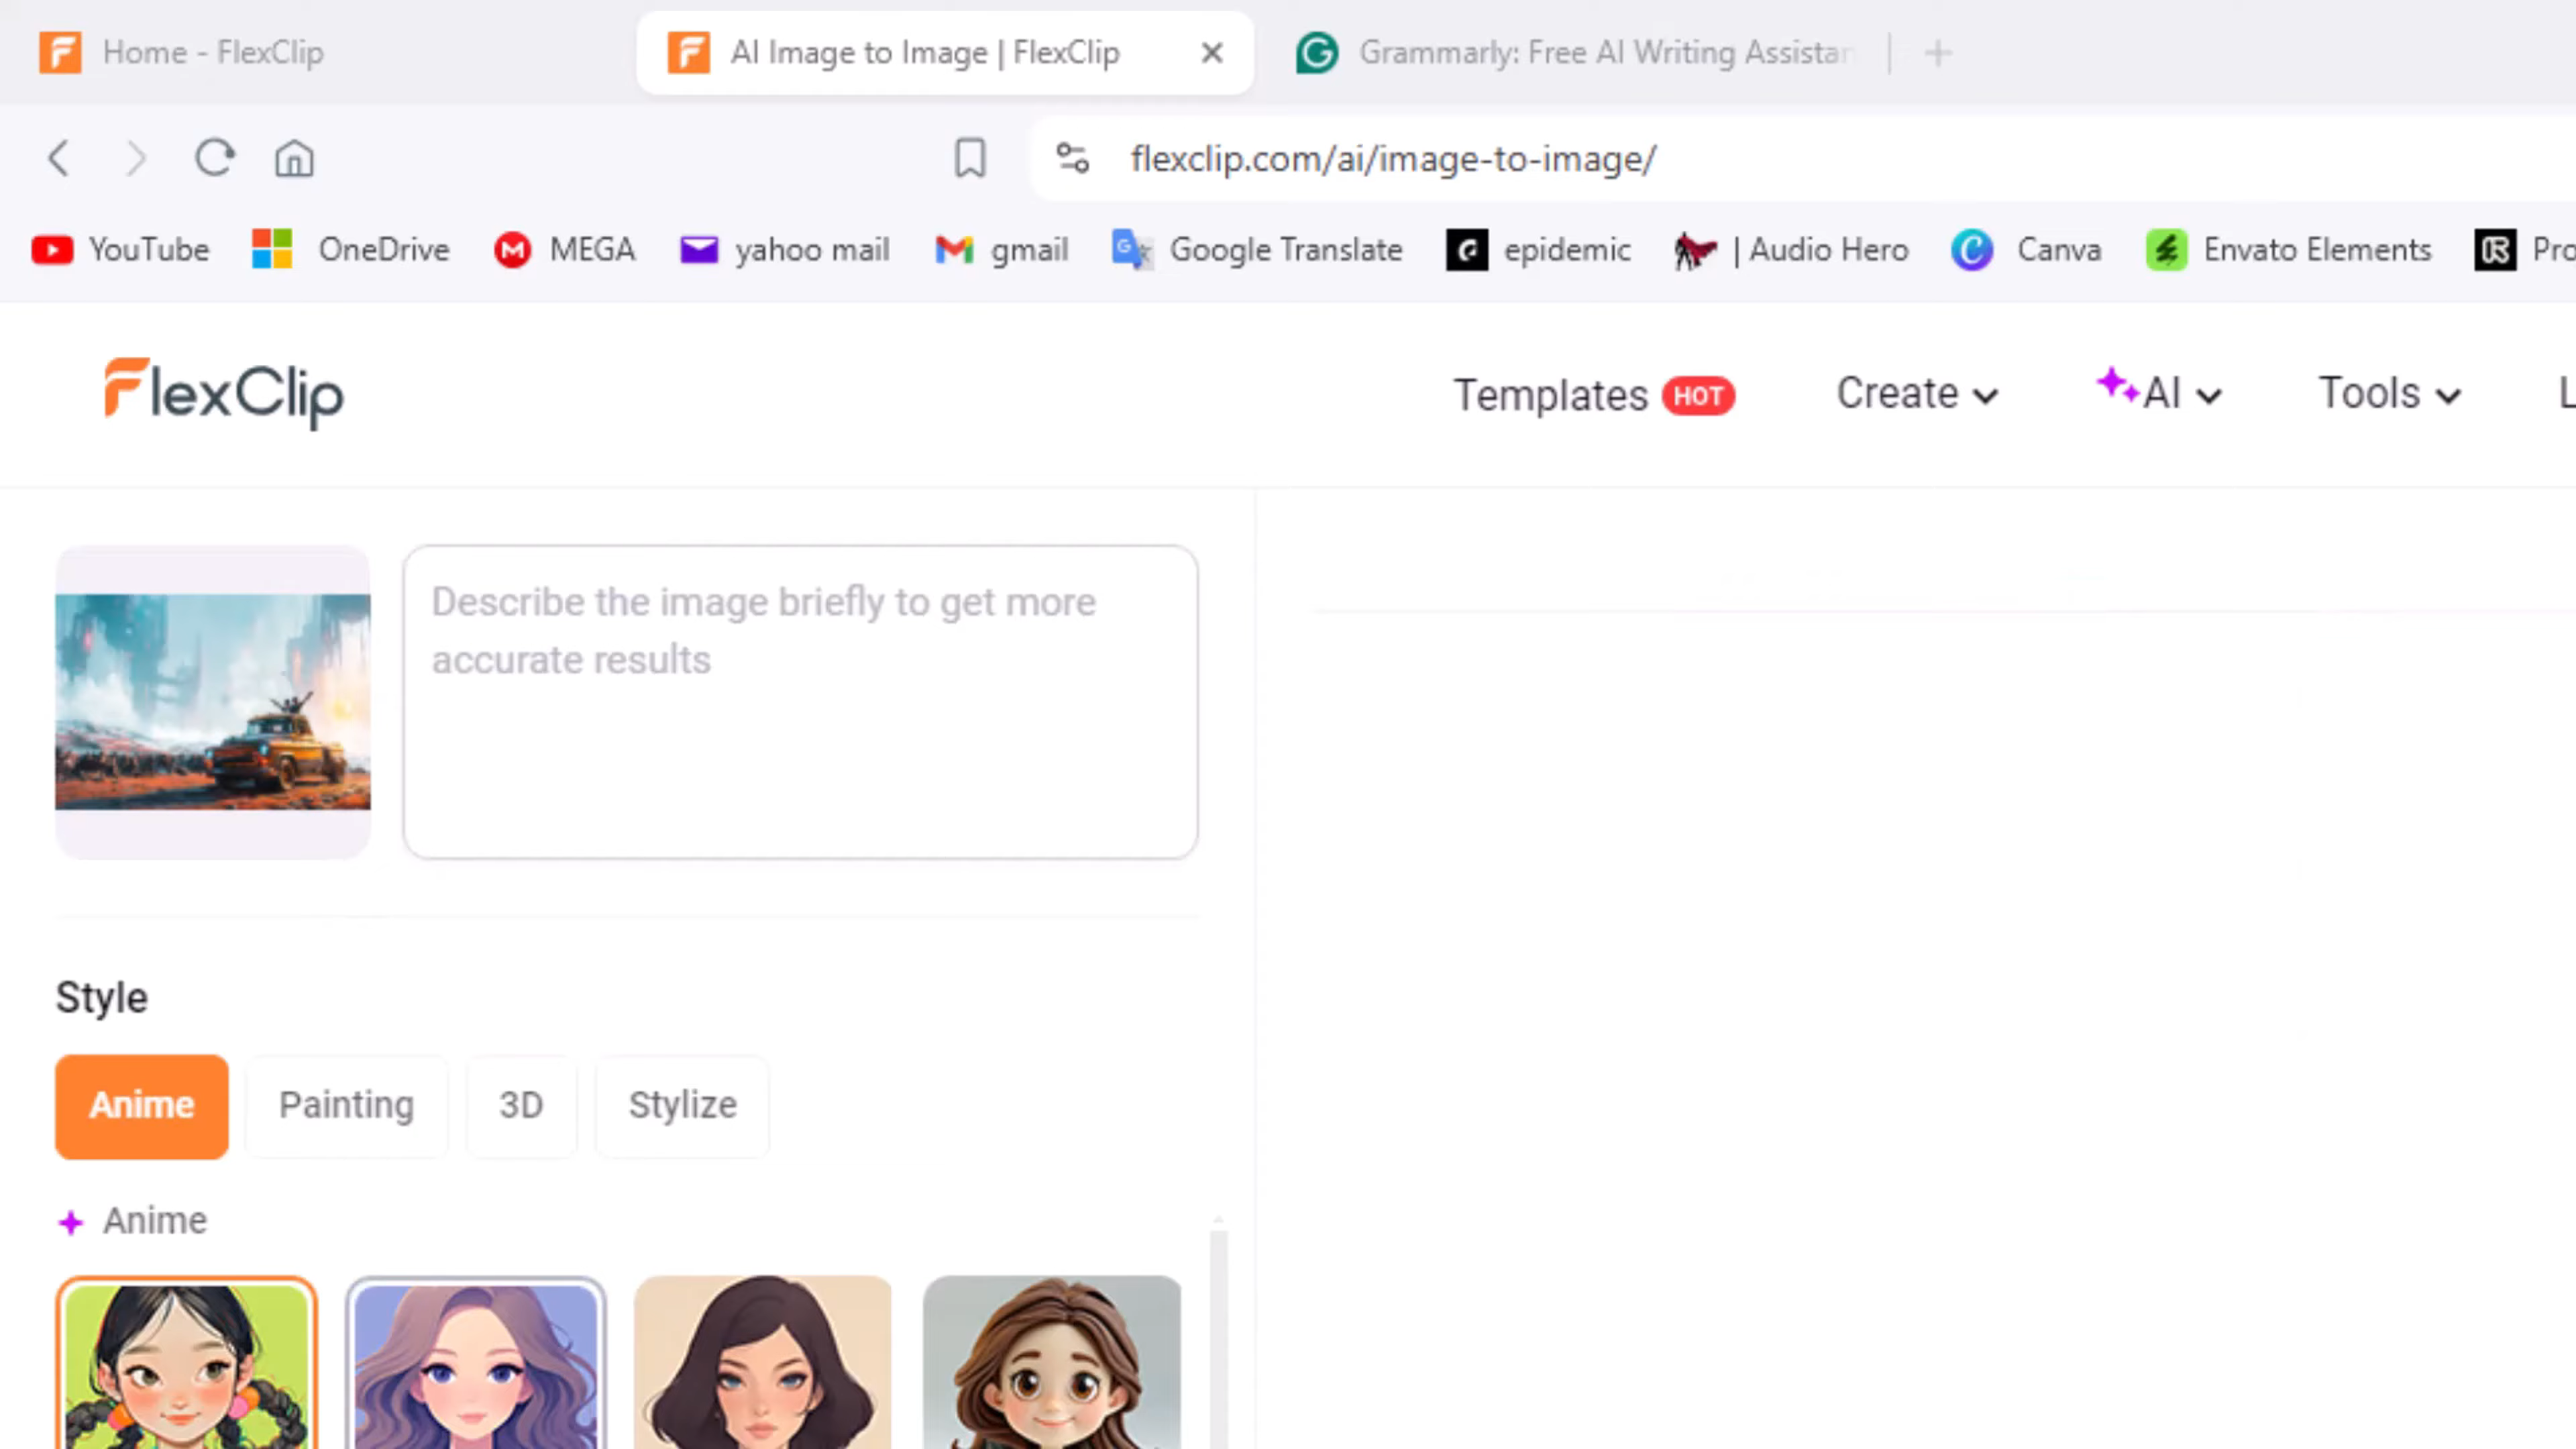 Home - FlexClip
AI Image to Image | FlexClip
Grammarly: Free AI Writing Assistan
flexclip.com/ai/image-to-image/
YouTube
OneDrive
MEGA
yahoo mail
gmail
Google Translate
epidemic
| Audio Hero
Canva
Envato Elements
Pro
FlexClip
Templates HOT
Create
AI
Tools
L
Describe the image briefly to get more
accurate results
Style
Anime
Painting
3D
Stylize
Anime